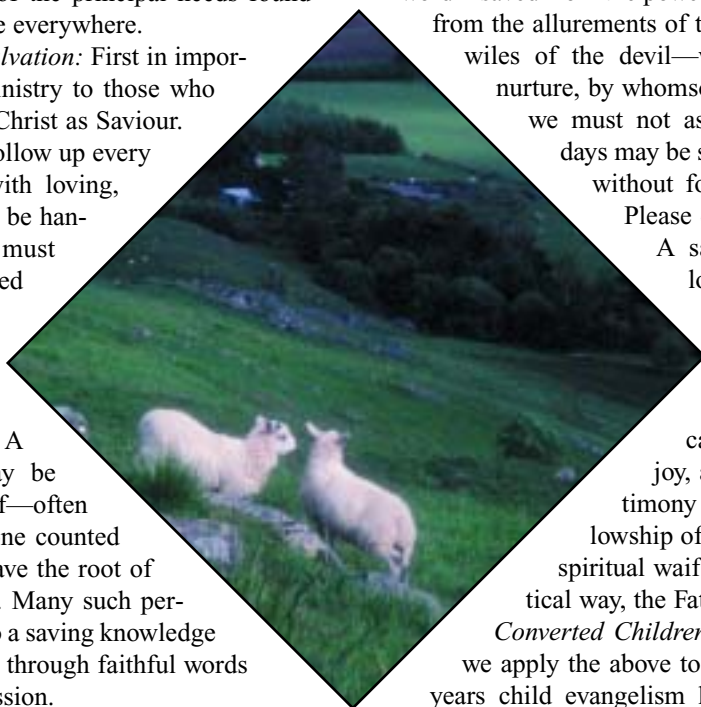 of the principal needs found
e everywhere.
lvation: First in impor-
inistry to those who
Christ as Saviour.
ollow up every
with loving,
be han-
must
ed
A
ay be
f—often
ne counted
ave the root of
. Many such per-
o a saving knowledge
through faithful words
ssion.
from the allurements of t
wiles of the devil—
nurture, by whomso
we must not as
days may be s
without fo
Please
A sa
lo
ca
joy, a
timony
lowship of
spiritual waif
tical way, the Fat
Converted Children
we apply the above to
years child evangelism